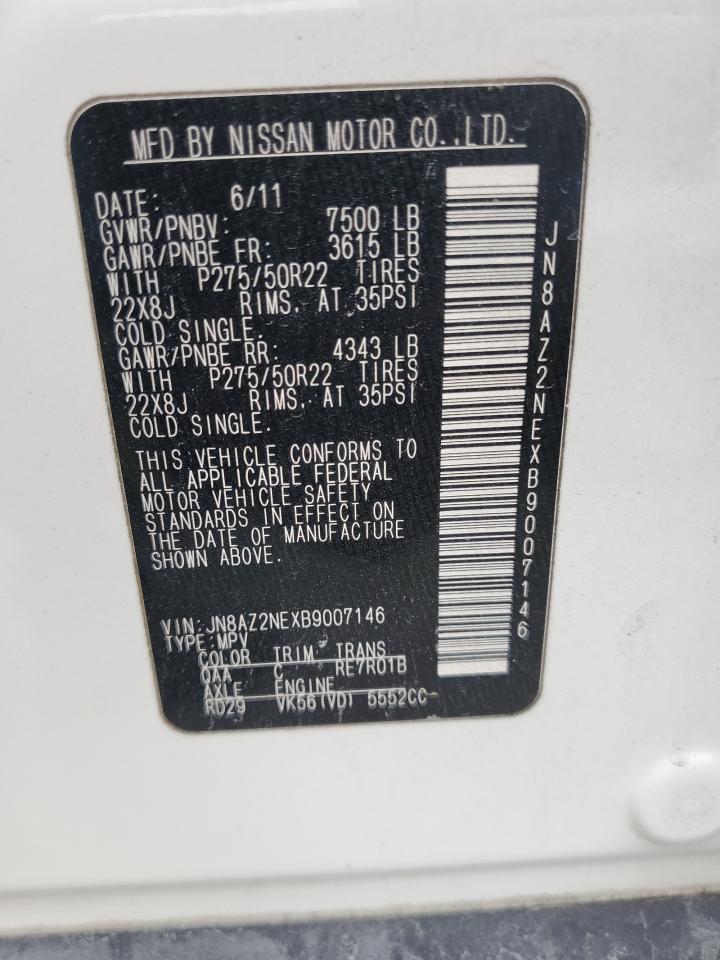 MFD BY NISSAN MOTOR CO.,LTD.
DATE: 6/11
GVWR/PNBV: 7500 LB
GAWR/PNBE FR: 3615 LB
WITH P275/50R22 TIRES
22X8J RIMS. AT 35PSI
COLD SINGLE.
GAWR/PNBE RR: 4343 LB
WITH P275/50R22 TIRES
22X8J RIMS. AT 35PSI
COLD SINGLE.
THIS VEHICLE CONFORMS TO
ALL APPLICABLE FEDERAL
MOTOR VEHICLE SAFETY
STANDARDS IN EFFECT ON
THE DATE OF MANUFACTURE
SHOWN ABOVE.
VIN: JN8AZ2NEXB9007146
TYPE: MPV
COLOR TRIM TRANS
QAA C RE7R01B
AXLE ENGINE
RD29 VK56(VD) 5552CC
JN8AZ2NEXB9007146